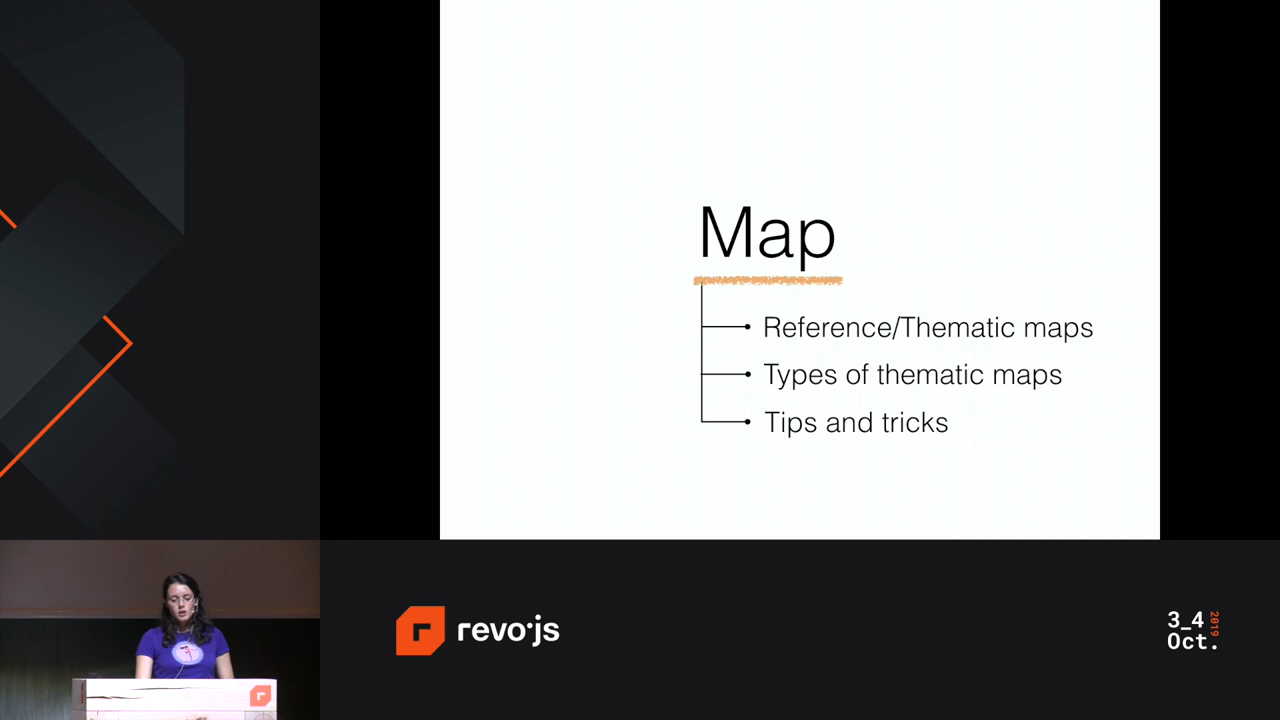 Map
Reference/Thematic maps
Types of thematic maps
Tips and tricks
revo·js
3_4
Oct.
2019